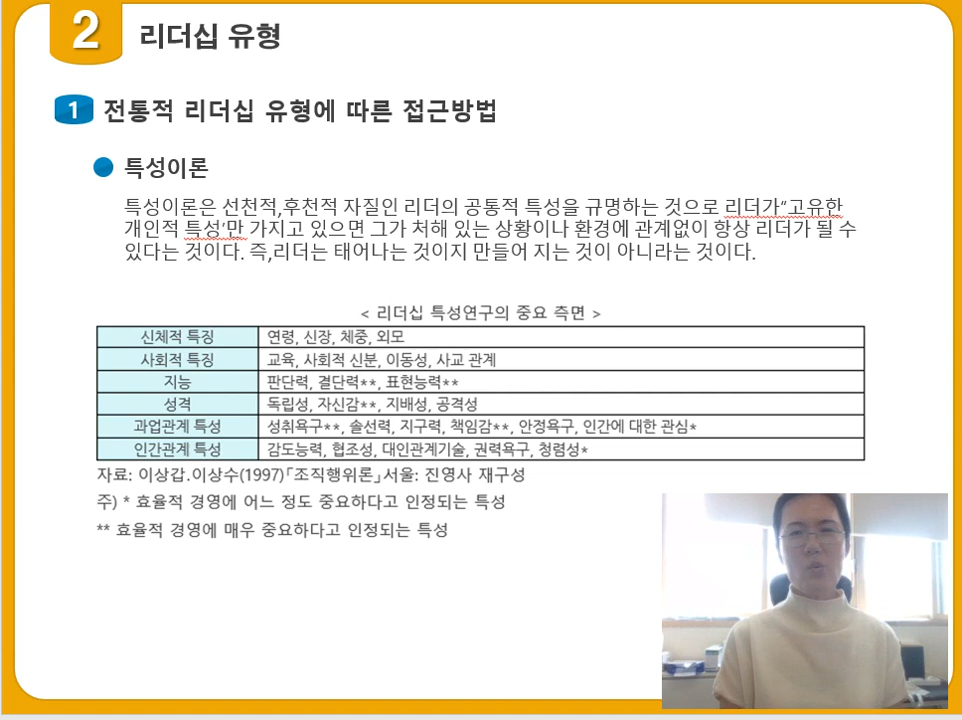 2 리더십 유형
1 전통적 리더십 유형에 따른 접근방법
특성이론
특성이론은 선천적,후천적 자질인 리더의 공통적 특성을 규명하는 것으로 리더가"고유한
개인적 특성'만 가지고 있으면 그가 처해 있는 상황이나 환경에 관계없이 항상 리더가 될 수
있다는 것이다. 즉,리더는 태어나는 것이지 만들어 지는 것이 아니라는 것이다.
< 리더십 특성연구의 중요 측면 >
신체적 특징 연령, 신장, 체중, 외모
사회적 특징 교육, 사회적 신분, 이동성, 사교 관계
지능 판단력, 결단력**, 표현능력**
성격 독립성, 자신감**, 지배성, 공격성
과업관계 특성 성취욕구**, 솔선력, 지구력, 책임감**, 안정욕구, 인간에 대한 관심*
인간관계 특성 감도능력, 협조성, 대인관계기술, 권력욕구, 청렴성*
자료: 이상갑.이상수(1997)「조직행위론」서울: 진영사 재구성
주) * 효율적 경영에 어느 정도 중요하다고 인정되는 특성
** 효율적 경영에 매우 중요하다고 인정되는 특성